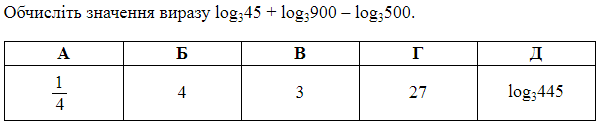 Обчисліть значення виразу log₃45 + log₃900 – log₃500.
А Б В Г Д
1/4 4 3 27 log₃445